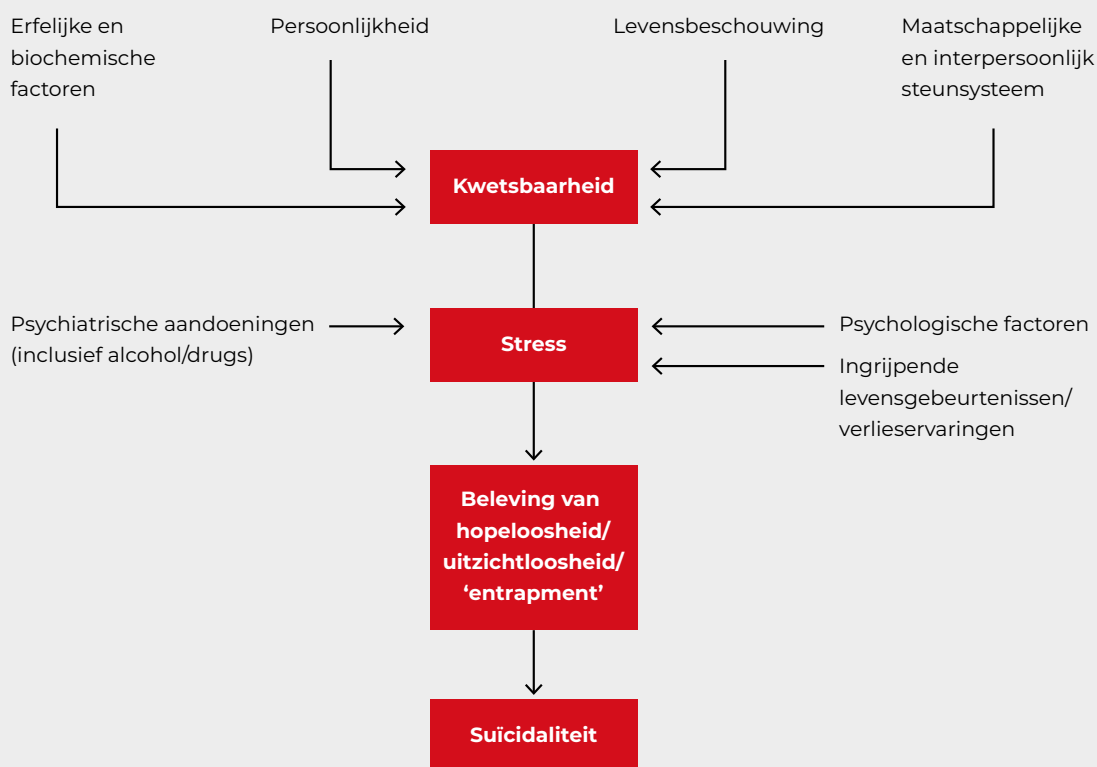 Erfelijke en
biochemische
factoren
Persoonlijkheid
Levensbeschouwing
Maatschappelijke
en interpersoonlijk
steunsysteem
Kwetsbaarheid
Psychiatrische aandoeningen
(inclusief alcohol/drugs)
Stress
Psychologische factoren
Ingrijpende
levensgebeurtenissen/
verlieservaringen
Beleving van
hopeloosheid/
uitzichtloosheid/
‘entrapment’
Suïcidaliteit